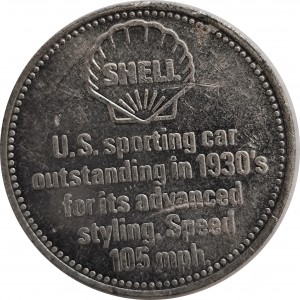 SHELL
U.S. sporting car
outstanding in 1930's
for its advanced
styling. Speed
105 mph.